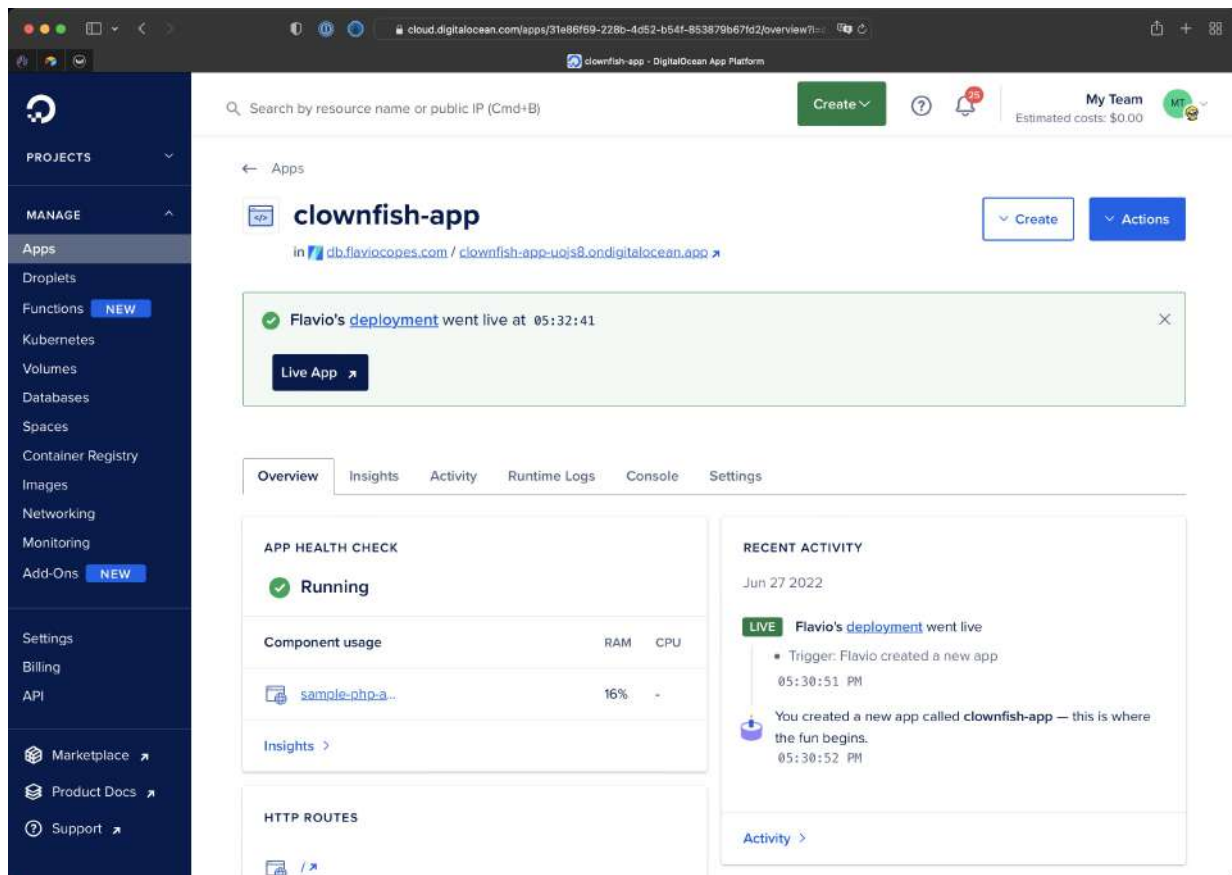 cloud.digitalocean.com/apps/31e86f69-228b-4d52-b54f-853879b67fd2/overview?i=
clownfish-app - DigitalOcean App Platform
Search by resource name or public IP (Cmd+B)
Create
25
My Team
Estimated costs: $0.00
MT
PROJECTS
MANAGE
Apps
Droplets
Functions NEW
Kubernetes
Volumes
Databases
Spaces
Container Registry
Images
Networking
Monitoring
Add-Ons NEW
Settings
Billing
API
Marketplace
Product Docs
Support
← Apps
clownfish-app
in db.flaviocopes.com / clownfish-app-uojs8.ondigitalocean.app
Create
Actions
Flavio's deployment went live at 05:32:41
Live App
Overview Insights Activity Runtime Logs Console Settings
APP HEALTH CHECK
Running
Component usage RAM CPU
sample-php-a... 16% -
Insights >
HTTP ROUTES
/
RECENT ACTIVITY
Jun 27 2022
LIVE Flavio's deployment went live
• Trigger: Flavio created a new app
05:30:51 PM
You created a new app called clownfish-app — this is where
the fun begins.
05:30:52 PM
Activity >